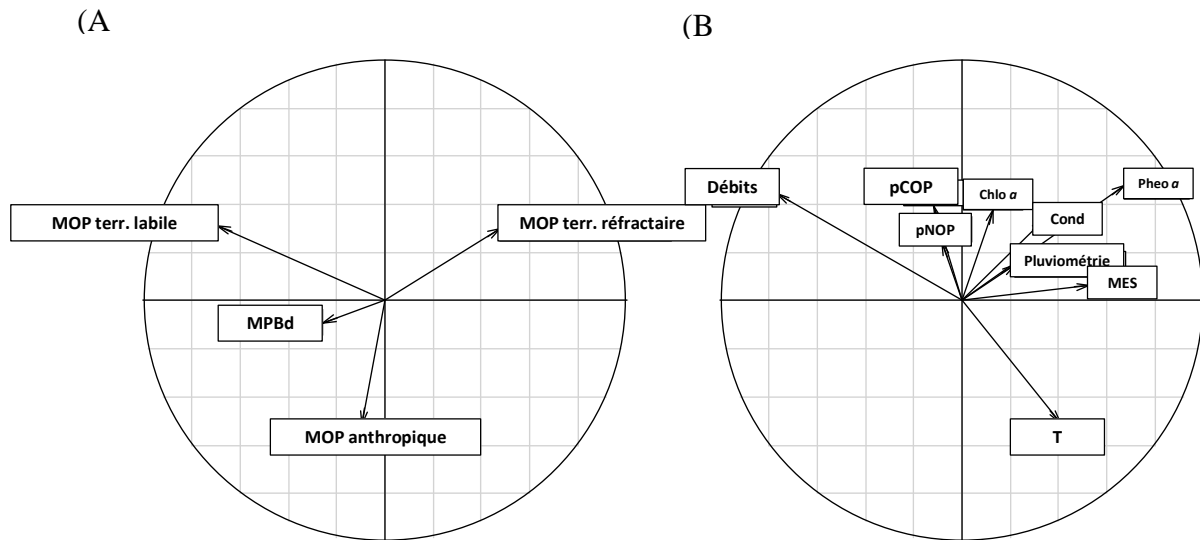 (A
MOP terr. labile
MOP terr. réfractaire
MPBd
MOP anthropique
(B
Débits
pCOP
Chlo a
Pheo a
pNOP
Cond
Pluviométrie
MES
T